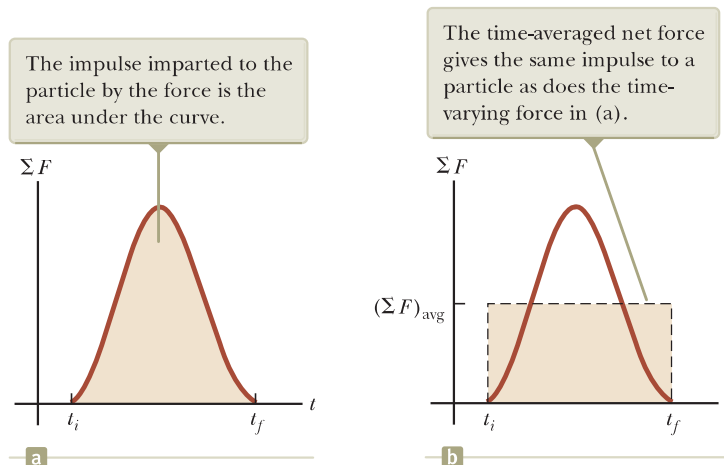 The impulse imparted to the
particle by the force is the
area under the curve.
ΣF
t_i
t_f
t
a
The time-averaged net force
gives the same impulse to a
particle as does the time-
varying force in (a).
ΣF
(ΣF)_avg
t_i
t_f
b